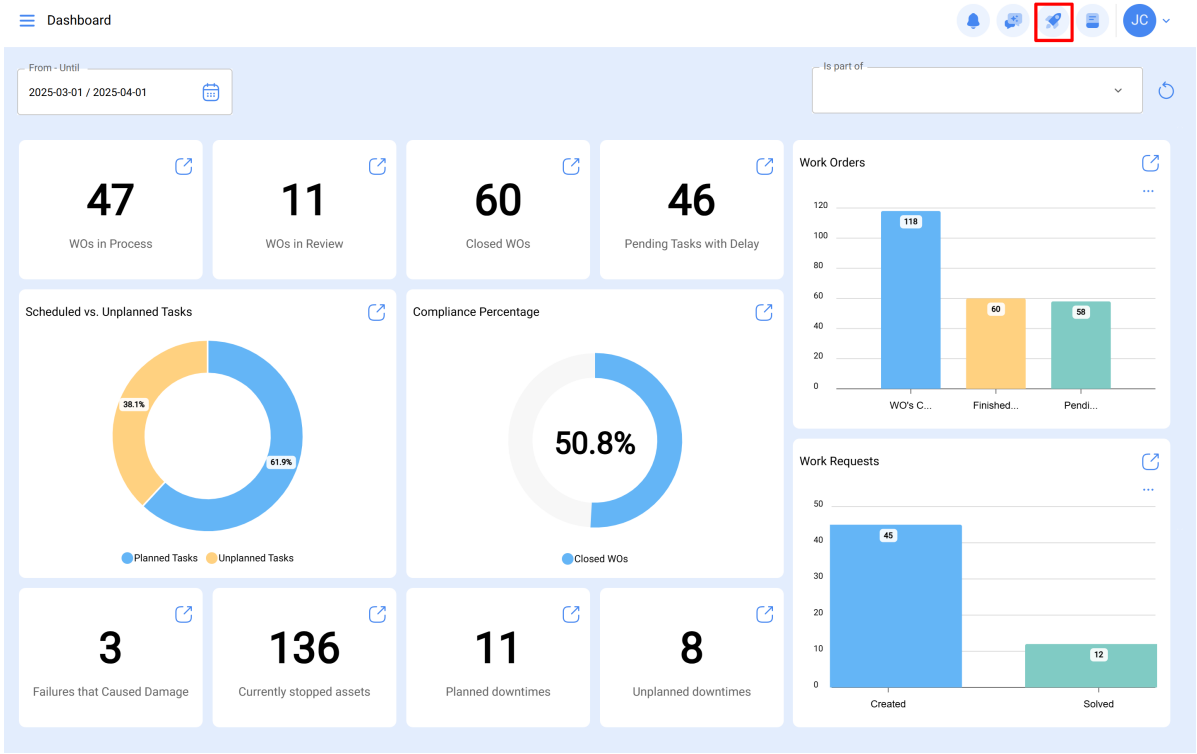 Dashboard
JC
From - Until
2025-03-01 / 2025-04-01
Is part of
47
WOs in Process
11
WOs in Review
60
Closed WOs
46
Pending Tasks with Delay
Work Orders
...
120
100
80
60
40
20
0
118
60
58
WO's C...
Finished...
Pendi...
Scheduled vs. Unplanned Tasks
38.1%
61.9%
Planned Tasks
Unplanned Tasks
Compliance Percentage
50.8%
Closed WOs
Work Requests
...
50
40
30
20
10
0
45
12
Created
Solved
3
Failures that Caused Damage
136
Currently stopped assets
11
Planned downtimes
8
Unplanned downtimes